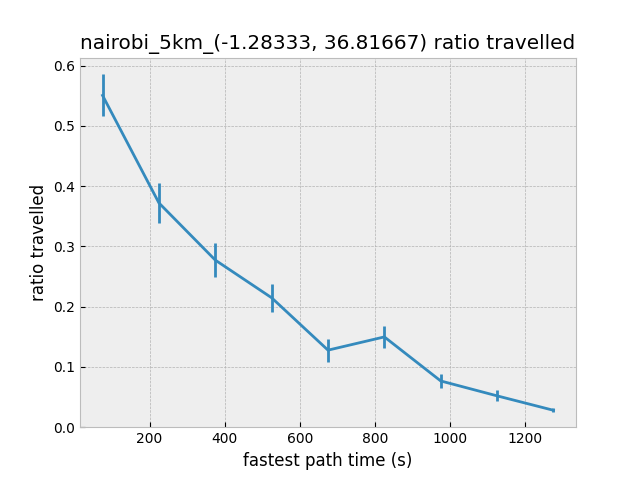 nairobi_5km_(-1.28333, 36.81667) ratio travelled
0.6
0.5
0.4
0.3
0.2
0.1
0.0
ratio travelled
200 400 600 800 1000 1200
fastest path time (s)